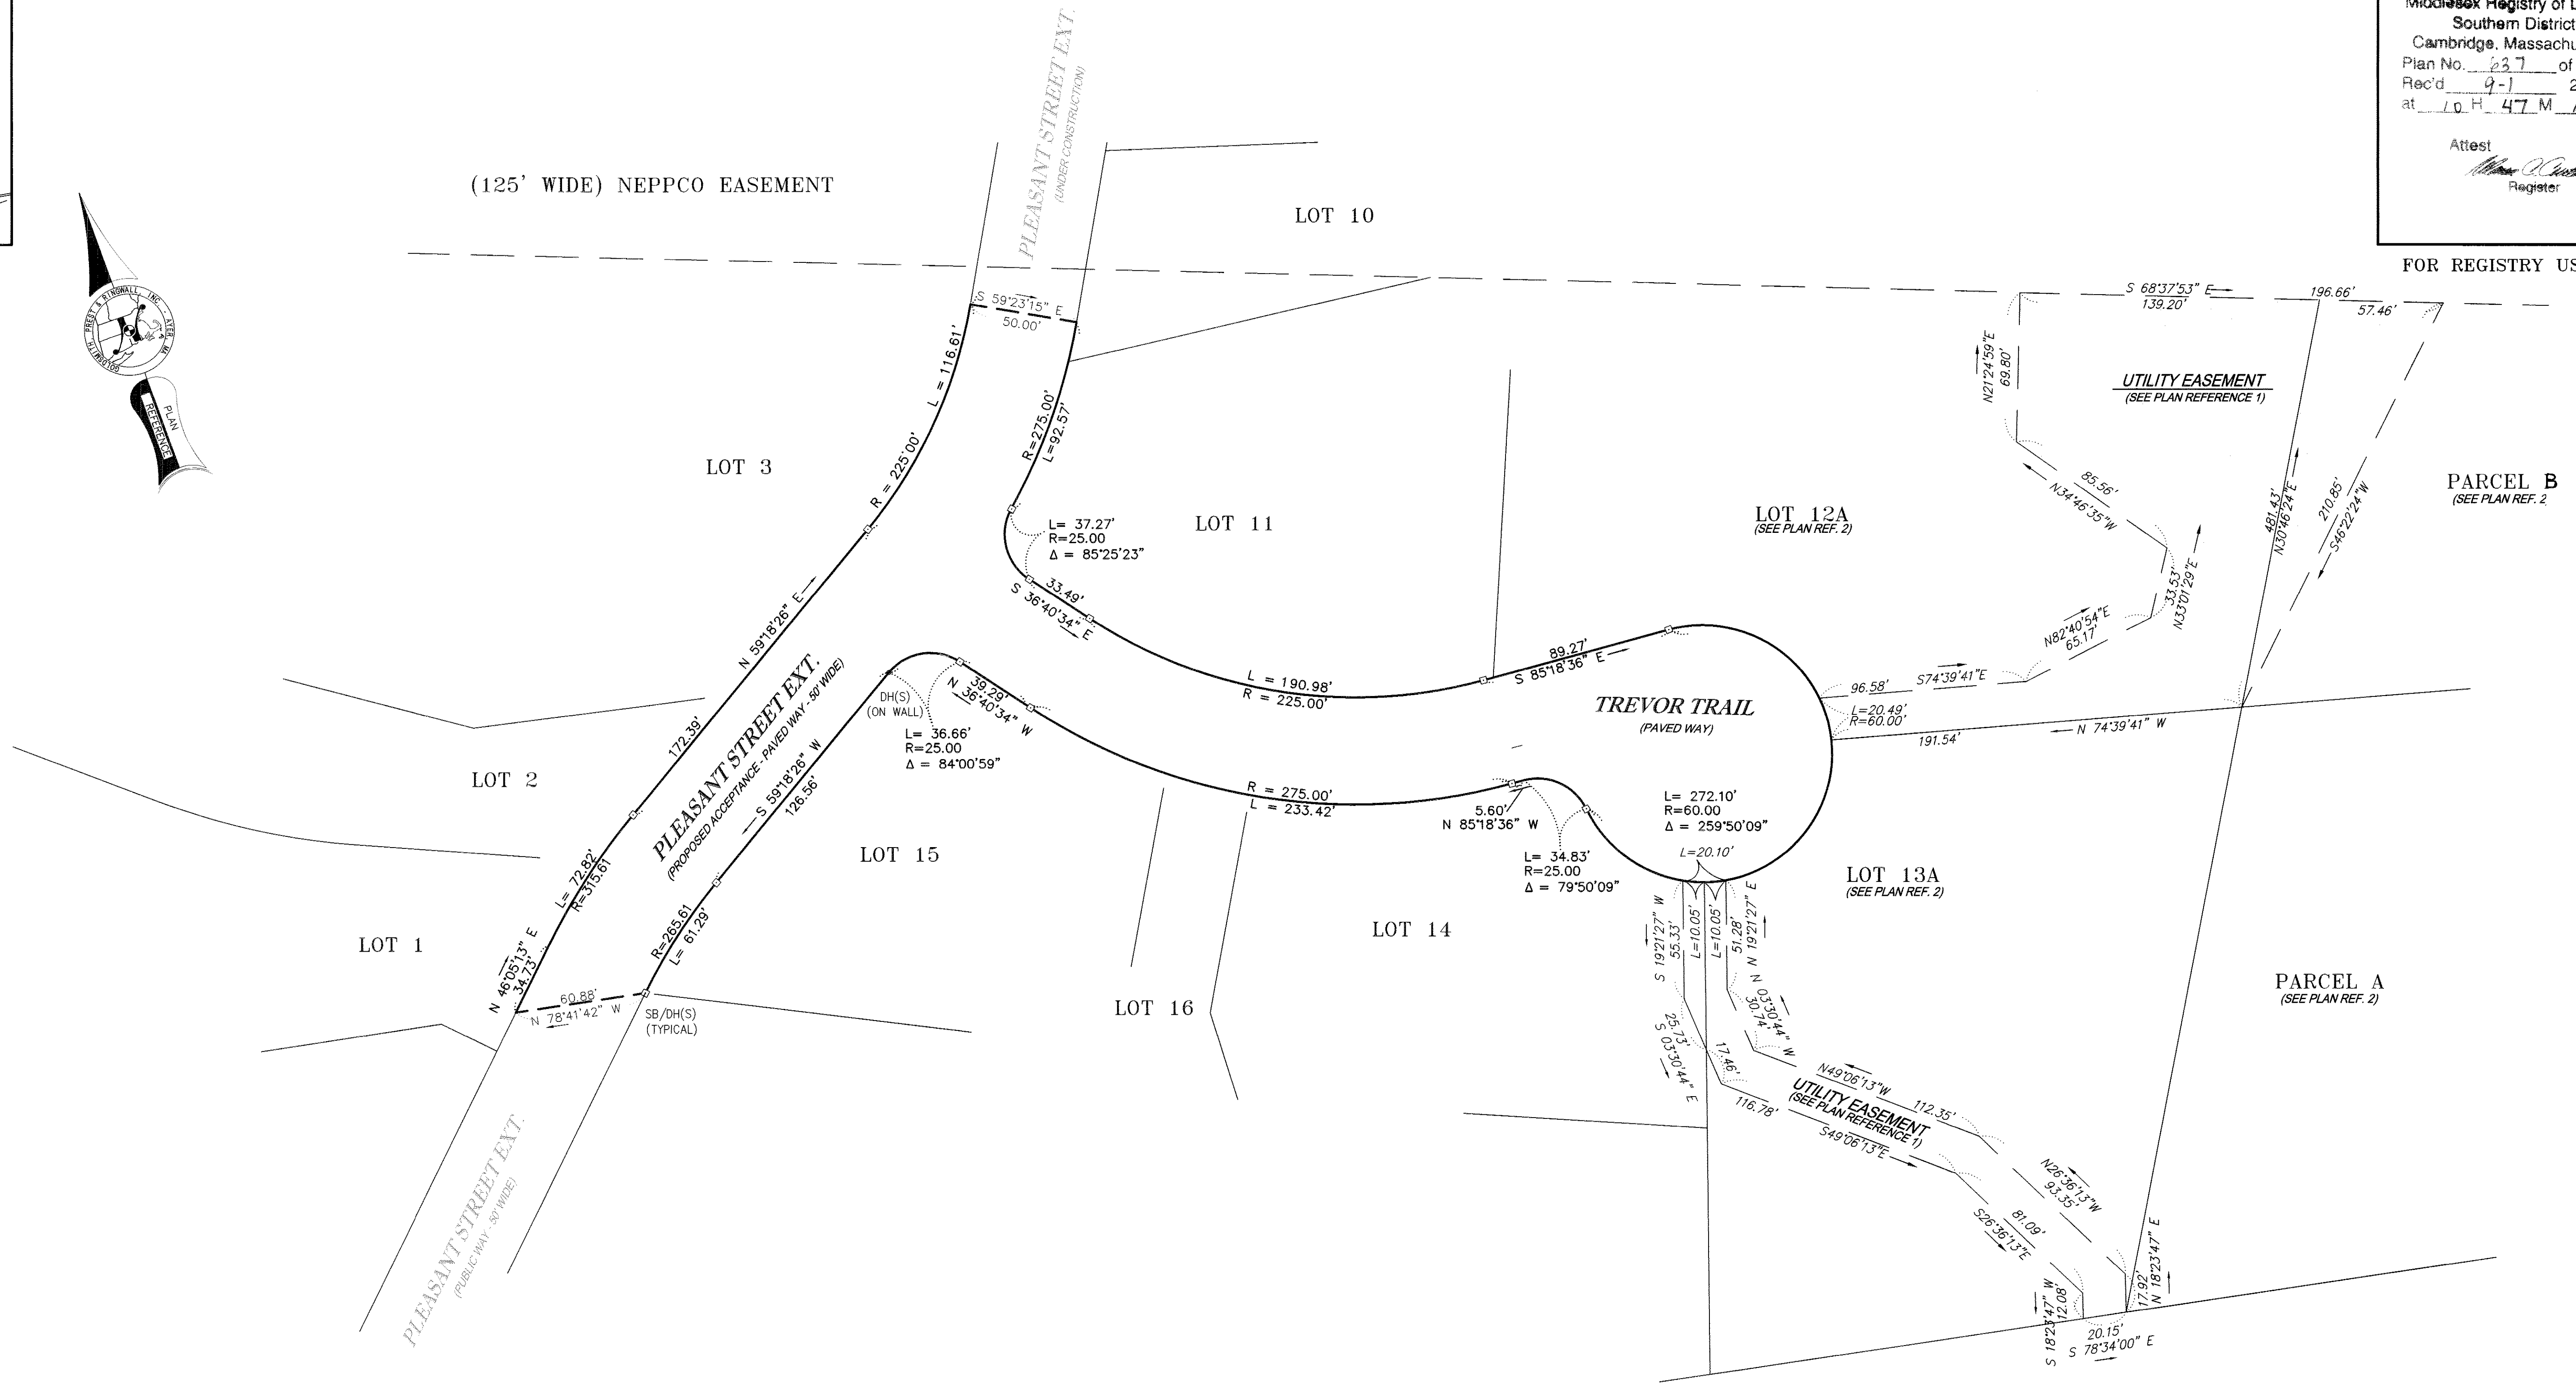 Middlesex Registry of
Southern District
Cambridge, Massachu
Plan No. 637 of
Rec'd 9-1 2
at 10 H 47 M
Attest
Register
FOR REGISTRY US
GOLDSMITH, PREST & RINGWALL, INC. - AYER, MA
PLAN
REFERENCE
(125' WIDE) NEPPCO EASEMENT
PLEASANT STREET EXT.
(UNDER CONSTRUCTION)
LOT 10
S 59°23'15" E
50.00'
L = 116.61'
R = 225.00'
R=275.00'
L=92.57'
LOT 3
LOT 11
L= 37.27'
R=25.00
Δ = 85°25'23"
33.49'
S 36°40'34" E
LOT 12A
(SEE PLAN REF. 2)
S 68°37'53" E
139.20'
196.66'
57.46'
N21°24'59"E
69.80'
UTILITY EASEMENT
(SEE PLAN REFERENCE 1)
85.56'
N34°46'35"W
481.43'
N30°46'24"E
210.85'
S46°22'24"W
PARCEL B
(SEE PLAN REF. 2
33.53'
N33°01'29"E
N82°40'54"E
65.17'
96.58'
S74°39'41"E
L=20.49'
R=60.00'
191.54'
N 74°39'41" W
N 59°18'26" E
172.39'
PLEASANT STREET EXT.
(PROPOSED ACCEPTANCE - PAVED WAY - 50' WIDE)
S 59°18'26" W
126.56'
DH(S)
(ON WALL)
39.29'
N 36°40'34" W
L= 36.66'
R=25.00
Δ = 84°00'59"
L = 190.98'
R = 225.00'
89.27'
S 85°18'36" E
TREVOR TRAIL
(PAVED WAY)
R = 275.00'
L = 233.42'
5.60'
N 85°18'36" W
L= 34.83'
R=25.00
Δ = 79°50'09"
L= 272.10'
R=60.00
Δ = 259°50'09"
L=20.10'
LOT 2
LOT 15
LOT 1
L= 72.82'
R=315.61
N 46°05'13" E
34.73'
R=265.61
L= 61.29'
60.88'
N 78°41'42" W
SB/DH(S)
(TYPICAL)
LOT 16
LOT 14
LOT 13A
(SEE PLAN REF. 2)
PARCEL A
(SEE PLAN REF. 2)
S 19°21'27" W
55.33'
L=10.05'
L=10.05'
51.28'
N 19°21'27" E
N 03°30'44" W
30.74'
25.73'
S 03°30'44" E
17.46'
N49°06'13"W
112.35'
UTILITY EASEMENT
(SEE PLAN REFERENCE 1)
116.78'
S49°06'13"E
N26°36'13"W
93.35'
81.09'
S26°36'13"E
S 18°23'47" W
12.08'
17.92'
N 18°23'47" E
20.15'
S 78°34'00" E
PLEASANT STREET EXT.
(PUBLIC WAY - 50' WIDE)